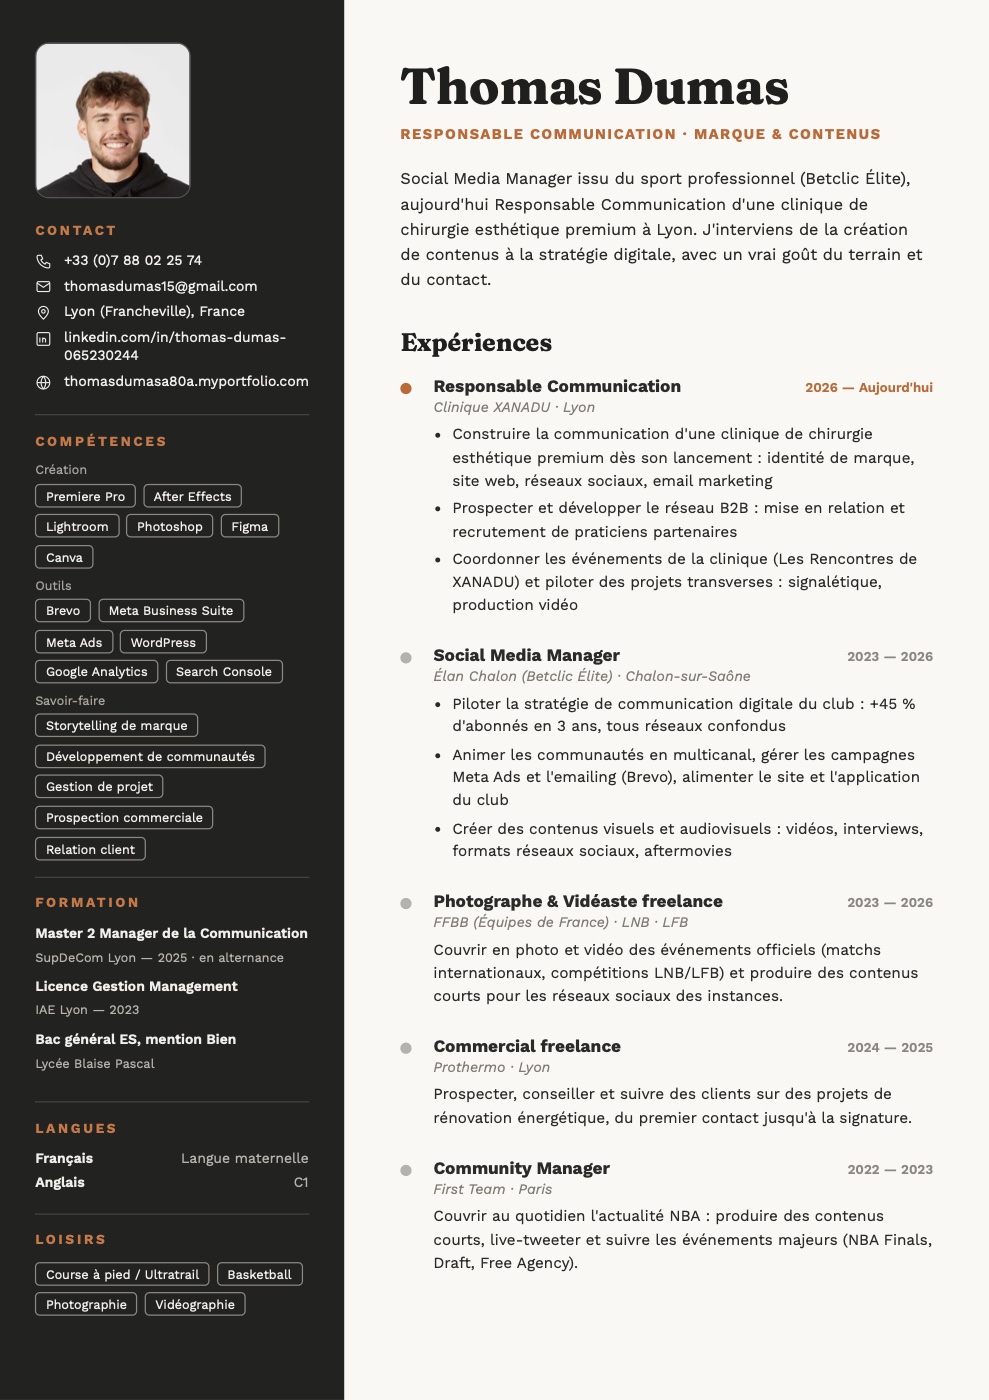 CONTACT
+33 (0)7 88 02 25 74
thomasdumas15@gmail.com
Lyon (Francheville), France
linkedin.com/in/thomas-dumas-
065230244
thomasdumasa80a.myportfolio.com
COMPÉTENCES
Création
Premiere Pro After Effects
Lightroom Photoshop Figma
Canva
Outils
Brevo Meta Business Suite
Meta Ads WordPress
Google Analytics Search Console
Savoir-faire
Storytelling de marque
Développement de communautés
Gestion de projet
Prospection commerciale
Relation client
FORMATION
Master 2 Manager de la Communication
SupDeCom Lyon — 2025 · en alternance
Licence Gestion Management
IAE Lyon — 2023
Bac général ES, mention Bien
Lycée Blaise Pascal
LANGUES
Français Langue maternelle
Anglais C1
LOISIRS
Course à pied / Ultratrail Basketball
Photographie Vidéographie
Thomas Dumas
RESPONSABLE COMMUNICATION · MARQUE & CONTENUS
Social Media Manager issu du sport professionnel (Betclic Élite),
aujourd'hui Responsable Communication d'une clinique de
chirurgie esthétique premium à Lyon. J'interviens de la création
de contenus à la stratégie digitale, avec un vrai goût du terrain et
du contact.
Expériences
Responsable Communication 2026 — Aujourd'hui
Clinique XANADU · Lyon
• Construire la communication d'une clinique de chirurgie
esthétique premium dès son lancement : identité de marque,
site web, réseaux sociaux, email marketing
• Prospecter et développer le réseau B2B : mise en relation et
recrutement de praticiens partenaires
• Coordonner les événements de la clinique (Les Rencontres de
XANADU) et piloter des projets transverses : signalétique,
production vidéo
Social Media Manager 2023 — 2026
Élan Chalon (Betclic Élite) · Chalon-sur-Saône
• Piloter la stratégie de communication digitale du club : +45 %
d'abonnés en 3 ans, tous réseaux confondus
• Animer les communautés en multicanal, gérer les campagnes
Meta Ads et l'emailing (Brevo), alimenter le site et l'application
du club
• Créer des contenus visuels et audiovisuels : vidéos, interviews,
formats réseaux sociaux, aftermovies
Photographe & Vidéaste freelance 2023 — 2026
FFBB (Équipes de France) · LNB · LFB
Couvrir en photo et vidéo des événements officiels (matchs
internationaux, compétitions LNB/LFB) et produire des contenus
courts pour les réseaux sociaux des instances.
Commercial freelance 2024 — 2025
Prothermo · Lyon
Prospecter, conseiller et suivre des clients sur des projets de
rénovation énergétique, du premier contact jusqu'à la signature.
Community Manager 2022 — 2023
First Team · Paris
Couvrir au quotidien l'actualité NBA : produire des contenus
courts, live-tweeter et suivre les événements majeurs (NBA Finals,
Draft, Free Agency).